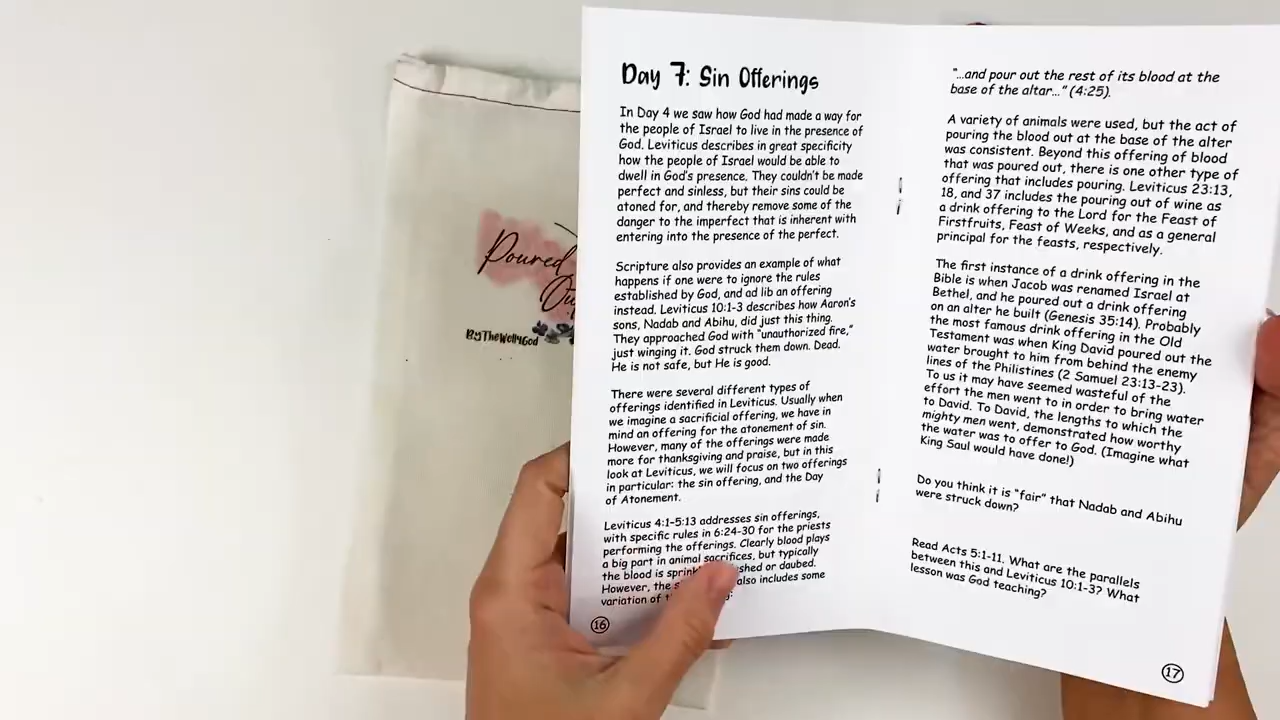 Day 7: Sin Offerings
In Day 4 we saw how God had made a way for
the people of Israel to live in the presence of
God. Leviticus describes in great specificity
how the people of Israel would be able to
dwell in God's presence. They couldn't be made
perfect and sinless, but their sins could be
atoned for, and thereby remove some of the
danger to the imperfect that is inherent with
entering into the presence of the perfect.
Scripture also provides an example of what
happens if one were to ignore the rules
established by God, and ad lib an offering
instead. Leviticus 10:1-3 describes how Aaron's
sons, Nadab and Abihu, did just this thing.
They approached God with "unauthorized fire,"
just winging it. God struck them down. Dead.
He is not safe, but He is good.
There were several different types of
offerings identified in Leviticus. Usually when
we imagine a sacrificial offering, we have in
mind an offering for the atonement of sin.
However, many of the offerings were made
more for thanksgiving and praise, but in this
look at Leviticus, we will focus on two offerings
in particular: the sin offering, and the Day
of Atonement.
Leviticus 4:1-5:13 addresses sin offerings,
with specific rules in 6:24-30 for the priests
performing the offerings. Clearly blood plays
a big part in animal sacrifices, but typically
the blood is or daubed.
However, the also includes some
variation of
16
"...and pour out the rest of its blood at the
base of the altar..." (4:25).
A variety of animals were used, but the act of
pouring the blood out at the base of the alter
was consistent. Beyond this offering of blood
that was poured out, there is one other type of
offering that includes pouring. Leviticus 23:13,
18, and 37 includes the pouring out of wine as
a drink offering to the Lord for the Feast of
Firstfruits, Feast of Weeks, and as a general
principal for the feasts, respectively.
The first instance of a drink offering in the
Bible is when Jacob was renamed Israel at
Bethel, and he poured out a drink offering
on an alter he built (Genesis 35:14). Probably
the most famous drink offering in the Old
Testament was when King David poured out the
water brought to him from behind the enemy
lines of the Philistines (2 Samuel 23:13-23).
To us it may have seemed wasteful of the
effort the men went to in order to bring water
to David. To David, the lengths to which the
mighty men went, demonstrated how worthy
the water was to offer to God. (Imagine what
King Saul would have done!)
Do you think it is "fair" that Nadab and Abihu
were struck down?
Read Acts 5:1-11. What are the parallels
between this and Leviticus 10:1-3? What
lesson was God teaching?
17
Poured
ByTheWell4God